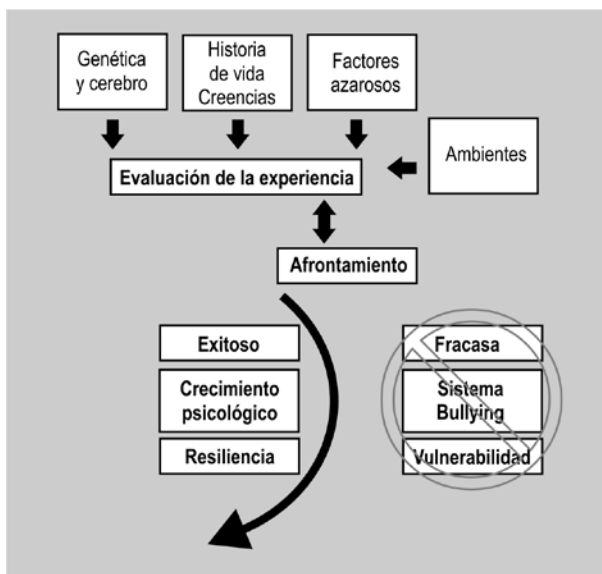 Genética
y cerebro
Historia
de vida
Creencias
Factores
azarosos
Ambientes
Evaluación de la experiencia
Afrontamiento
Exitoso
Crecimiento
psicológico
Resiliencia
Fracasa
Sistema
Bullying
Vulnerabilidad